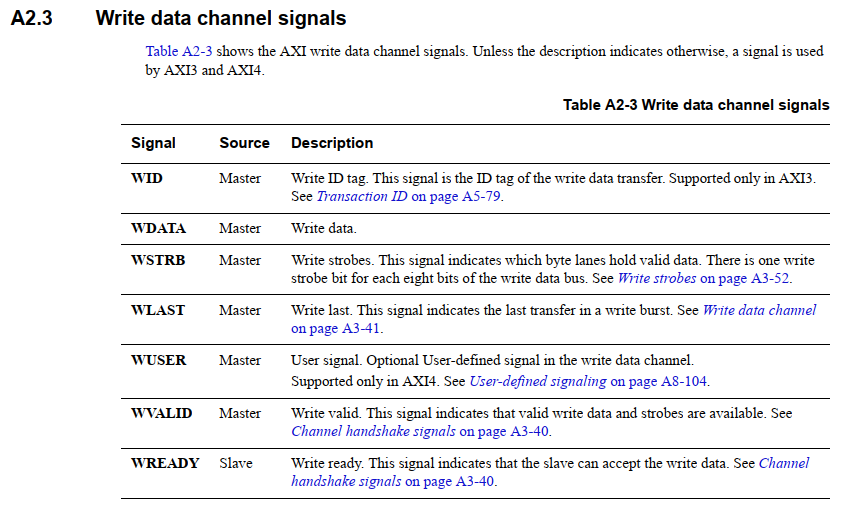 A2.3 Write data channel signals
Table A2-3 shows the AXI write data channel signals. Unless the description indicates otherwise, a signal is used
by AXI3 and AXI4.
Table A2-3 Write data channel signals
Signal Source Description
WID Master Write ID tag. This signal is the ID tag of the write data transfer. Supported only in AXI3.
See Transaction ID on page A5-79.
WDATA Master Write data.
WSTRB Master Write strobes. This signal indicates which byte lanes hold valid data. There is one write
strobe bit for each eight bits of the write data bus. See Write strobes on page A3-52.
WLAST Master Write last. This signal indicates the last transfer in a write burst. See Write data channel
on page A3-41.
WUSER Master User signal. Optional User-defined signal in the write data channel.
Supported only in AXI4. See User-defined signaling on page A8-104.
WVALID Master Write valid. This signal indicates that valid write data and strobes are available. See
Channel handshake signals on page A3-40.
WREADY Slave Write ready. This signal indicates that the slave can accept the write data. See Channel
handshake signals on page A3-40.